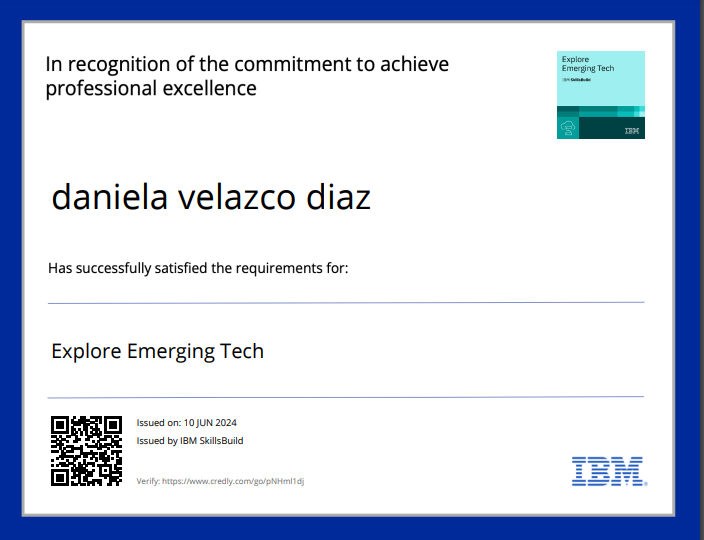 In recognition of the commitment to achieve
professional excellence
Explore
Emerging Tech
IBM SkillsBuild
IBM
daniela velazco diaz
Has successfully satisfied the requirements for:
Explore Emerging Tech
Issued on: 10 JUN 2024
Issued by IBM SkillsBuild
Verify: https://www.credly.com/go/pNHml1dj
IBM